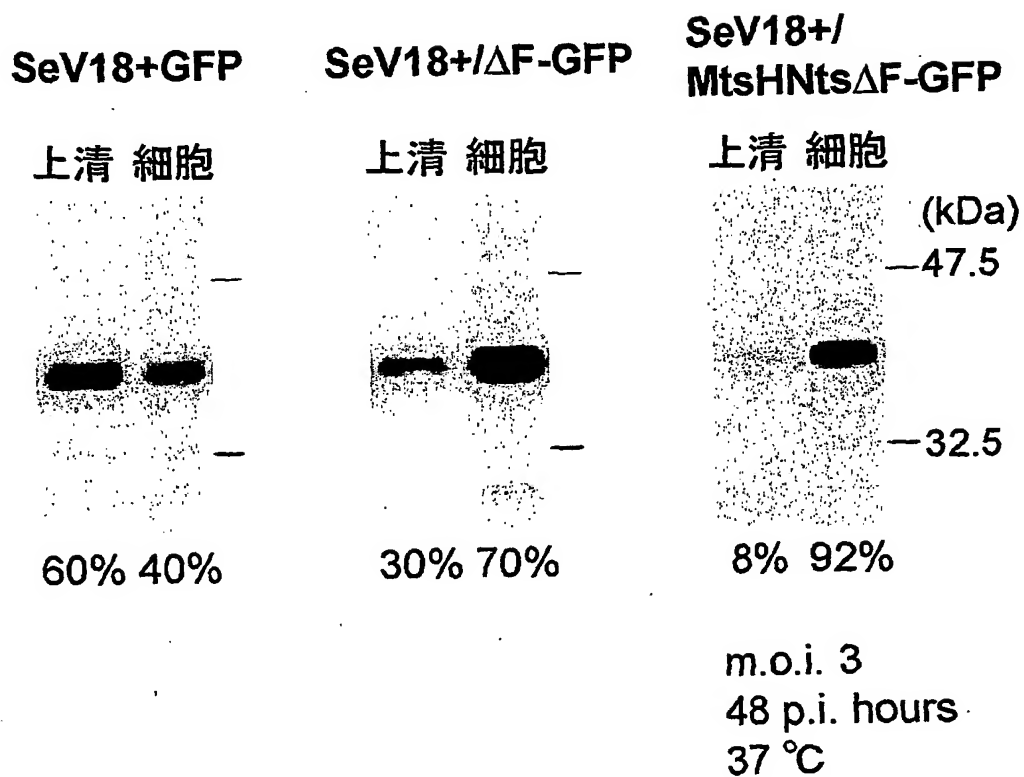 SeV18+GFP
上清 細胞
60% 40%
SeV18+/ΔF-GFP
上清 細胞
30% 70%
SeV18+/
MtsHNtsΔF-GFP
上清 細胞
(kDa)
47.5
32.5
8% 92%
m.o.i. 3
48 p.i. hours
37 °C